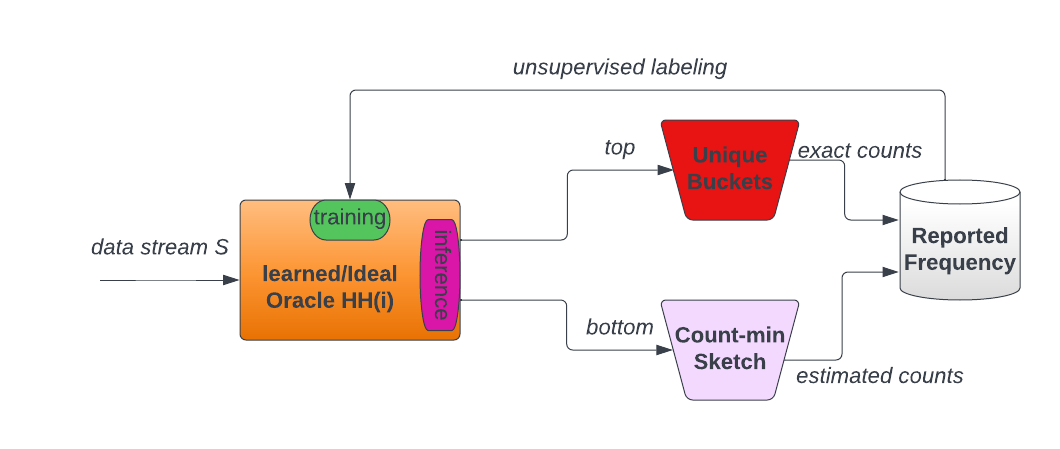 unsupervised labeling
top
Unique
Buckets
exact counts
training
data stream S
inference
learned/Ideal
Oracle HH(i)
Reported
Frequency
bottom
Count-min
Sketch
estimated counts